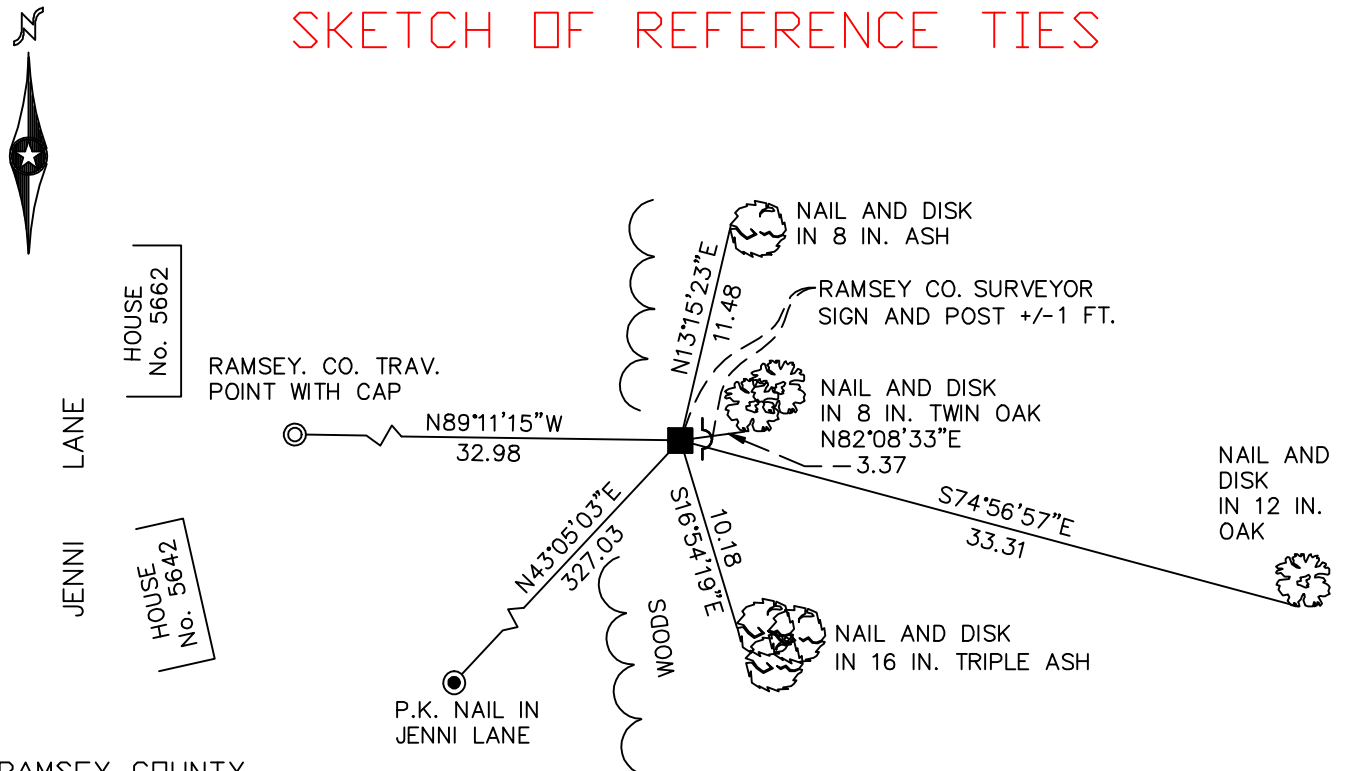 N
SKETCH OF REFERENCE TIES
NAIL AND DISK
IN 8 IN. ASH
N13°15'23"E
11.48
RAMSEY CO. SURVEYOR
SIGN AND POST +/-1 FT.
HOUSE
No. 5662
RAMSEY. CO. TRAV.
POINT WITH CAP
N89°11'15"W
32.98
NAIL AND DISK
IN 8 IN. TWIN OAK
N82°08'33"E
3.37
NAIL AND
DISK
IN 12 IN.
OAK
S74°56'57"E
33.31
JENNI LANE
HOUSE
No. 5642
N43°05'03"E
327.03
10.18
S16°54'19"E
WOODS
NAIL AND DISK
IN 16 IN. TRIPLE ASH
P.K. NAIL IN
JENNI LANE
RAMSEY COUNTY